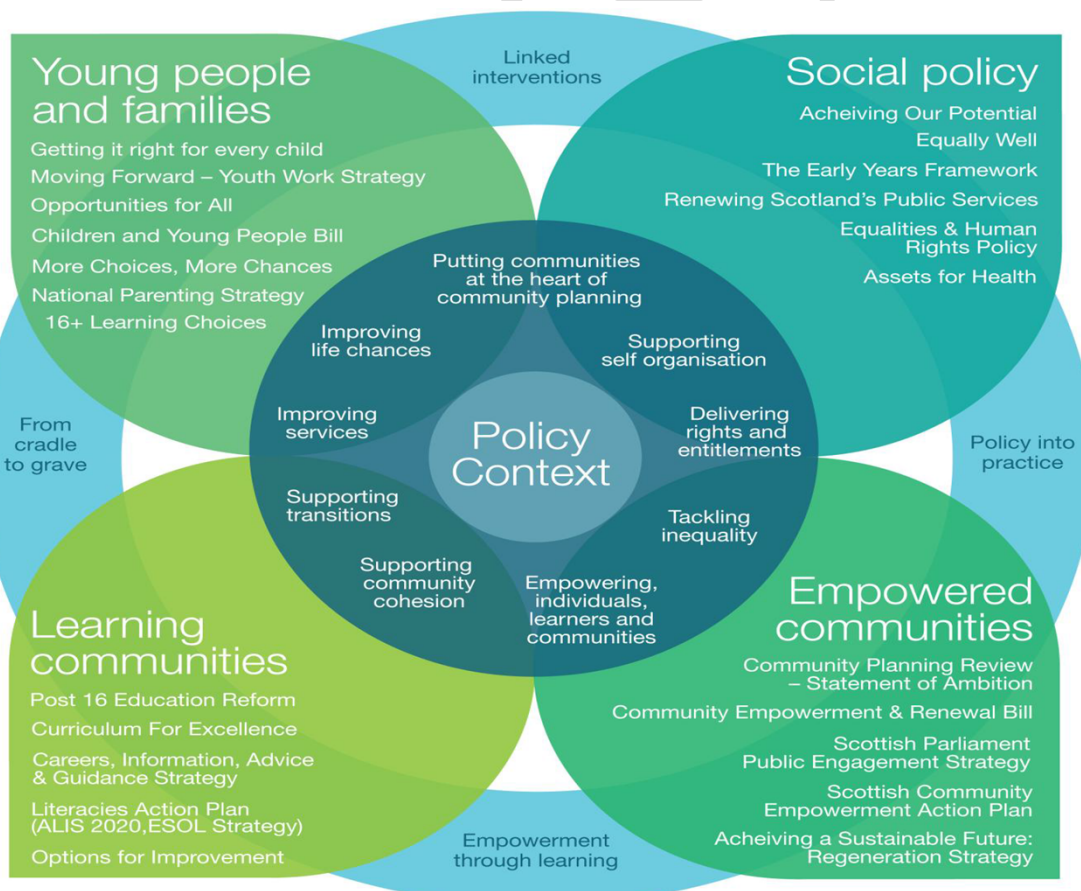 Linked
interventions
Young people
and families
Getting it right for every child
Moving Forward – Youth Work Strategy
Opportunities for All
Children and Young People Bill
More Choices, More Chances
National Parenting Strategy
16+ Learning Choices
Social policy
Acheiving Our Potential
Equally Well
The Early Years Framework
Renewing Scotland's Public Services
Equalities & Human
Rights Policy
Assets for Health
Putting communities
at the heart of
community planning
Improving
life chances
Supporting
self organisation
From
cradle
to grave
Improving
services
Policy
Context
Delivering
rights and
entitlements
Policy into
practice
Supporting
transitions
Tackling
inequality
Supporting
community
cohesion
Empowering,
individuals,
learners and
communities
Learning
communities
Post 16 Education Reform
Curriculum For Excellence
Careers, Information, Advice
& Guidance Strategy
Literacies Action Plan
(ALIS 2020,ESOL Strategy)
Options for Improvement
Empowered
communities
Community Planning Review
– Statement of Ambition
Community Empowerment & Renewal Bill
Scottish Parliament
Public Engagement Strategy
Scottish Community
Empowerment Action Plan
Acheiving a Sustainable Future:
Regeneration Strategy
Empowerment
through learning